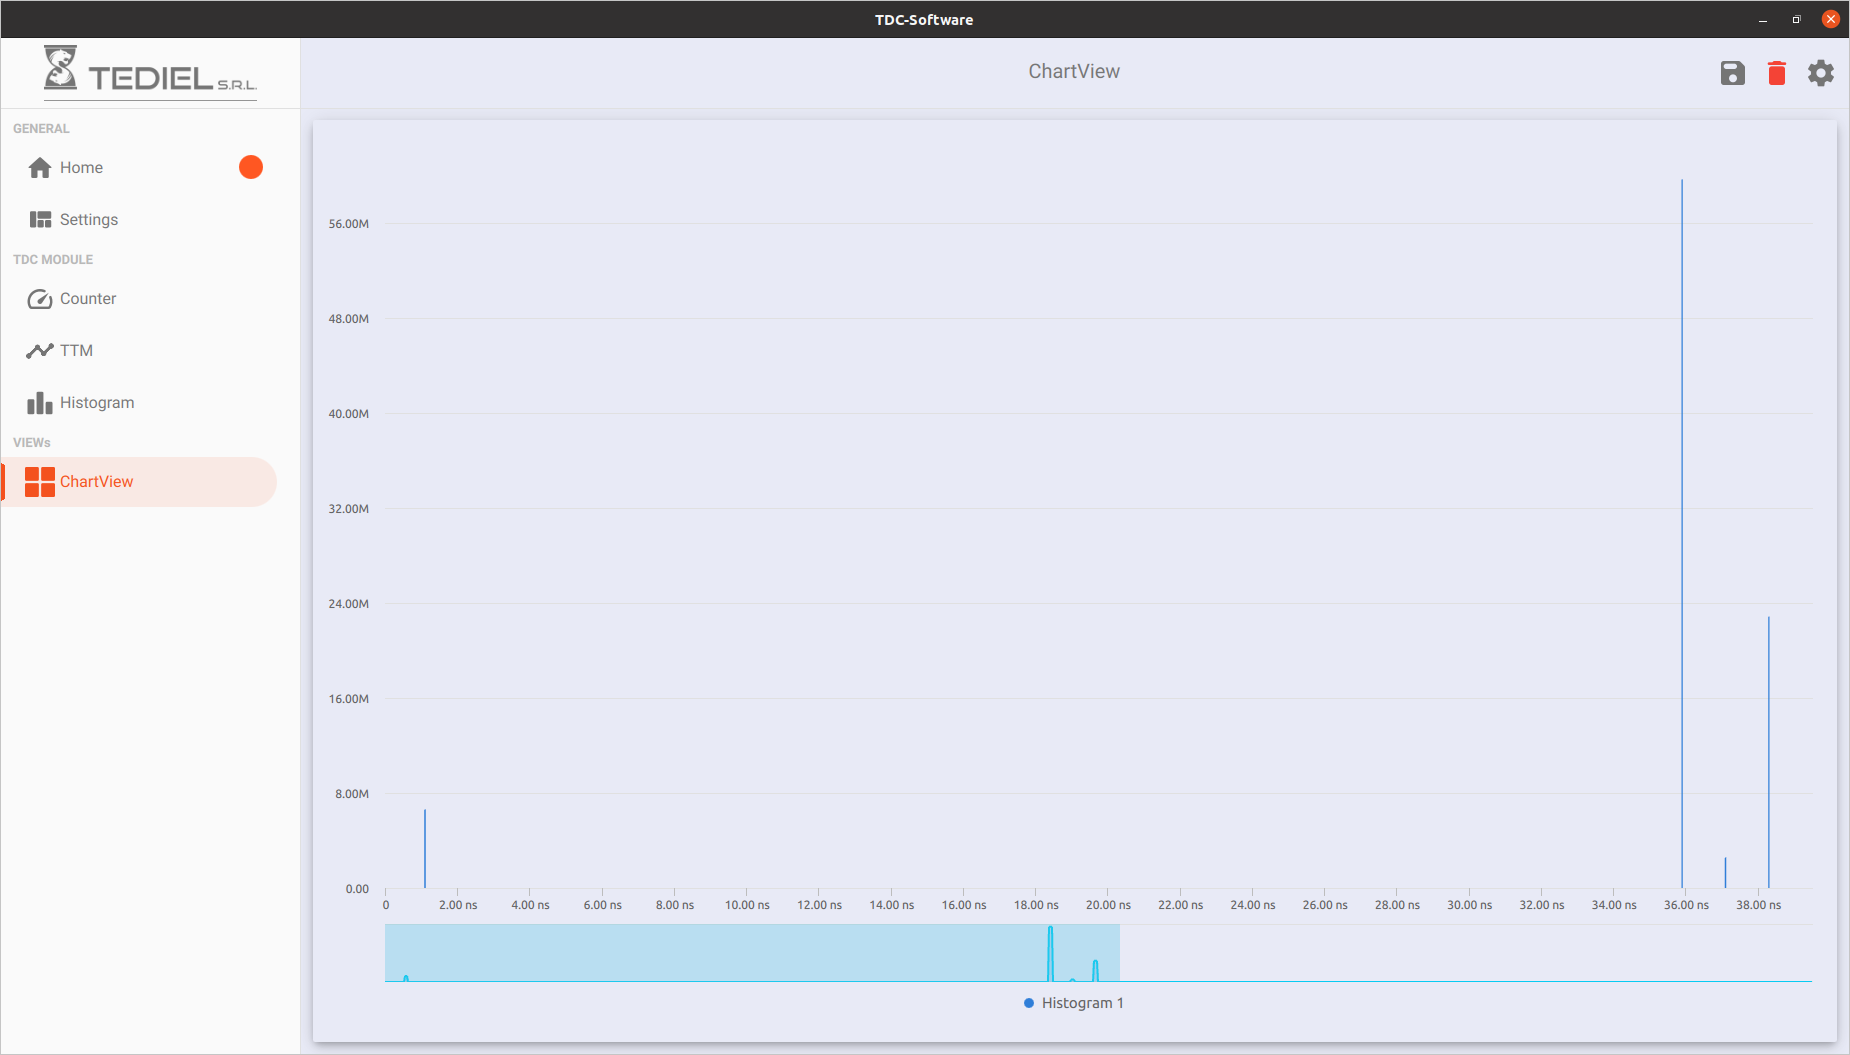 TDC-Software
TEDIEL S.R.L.
ChartView
GENERAL
Home
Settings
TDC MODULE
Counter
TTM
Histogram
VIEWs
ChartView
56.00M
48.00M
40.00M
32.00M
24.00M
16.00M
8.00M
0.00
0 2.00 ns 4.00 ns 6.00 ns 8.00 ns 10.00 ns 12.00 ns 14.00 ns 16.00 ns 18.00 ns 20.00 ns 22.00 ns 24.00 ns 26.00 ns 28.00 ns 30.00 ns 32.00 ns 34.00 ns 36.00 ns 38.00 ns
Histogram 1